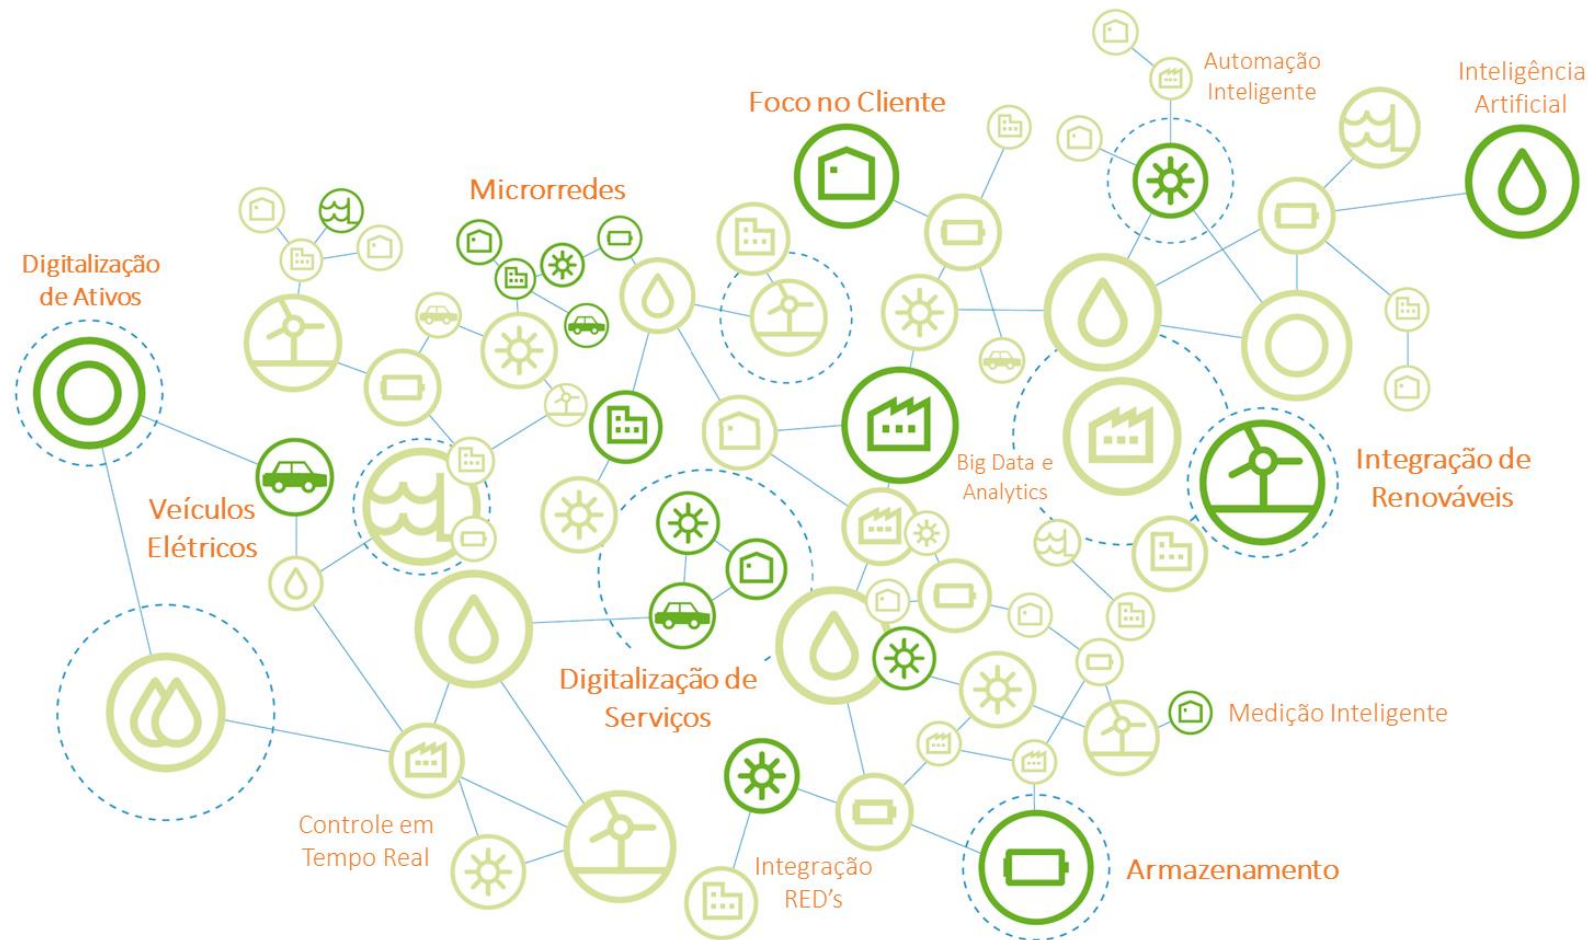 Automação
Inteligente
Inteligência
Artificial
Foco no Cliente
Microrredes
Digitalização
de Ativos
Big Data e
Analytics
Integração de
Renováveis
Veículos
Elétricos
Digitalização de
Serviços
Medição Inteligente
Controle em
Tempo Real
Integração
RED’s
Armazenamento